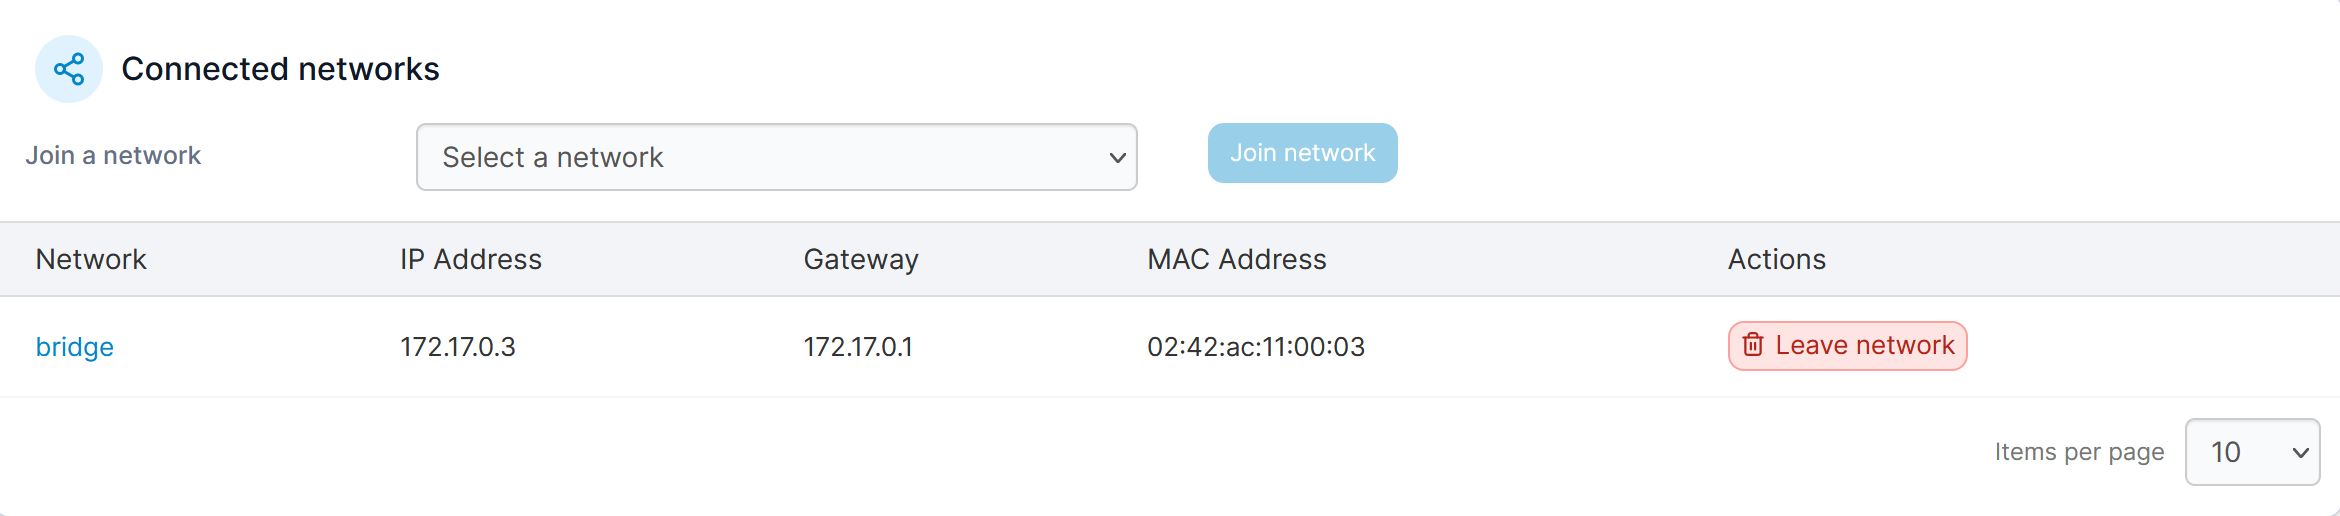 Connected networks
Join a network Select a network Join network
Network IP Address Gateway MAC Address Actions
bridge 172.17.0.3 172.17.0.1 02:42:ac:11:00:03 Leave network
Items per page 10